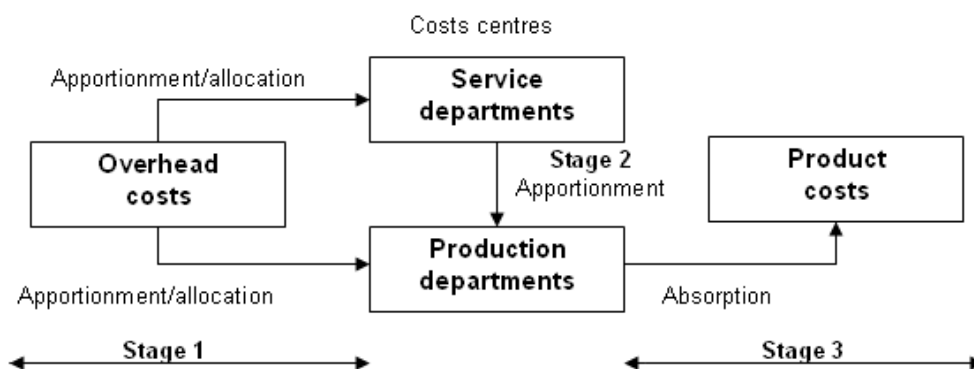 Costs centres
Apportionment/allocation
Service
departments
Overhead
costs
Stage 2
Apportionment
Product
costs
Production
departments
Apportionment/allocation
Absorption
Stage 1
Stage 3